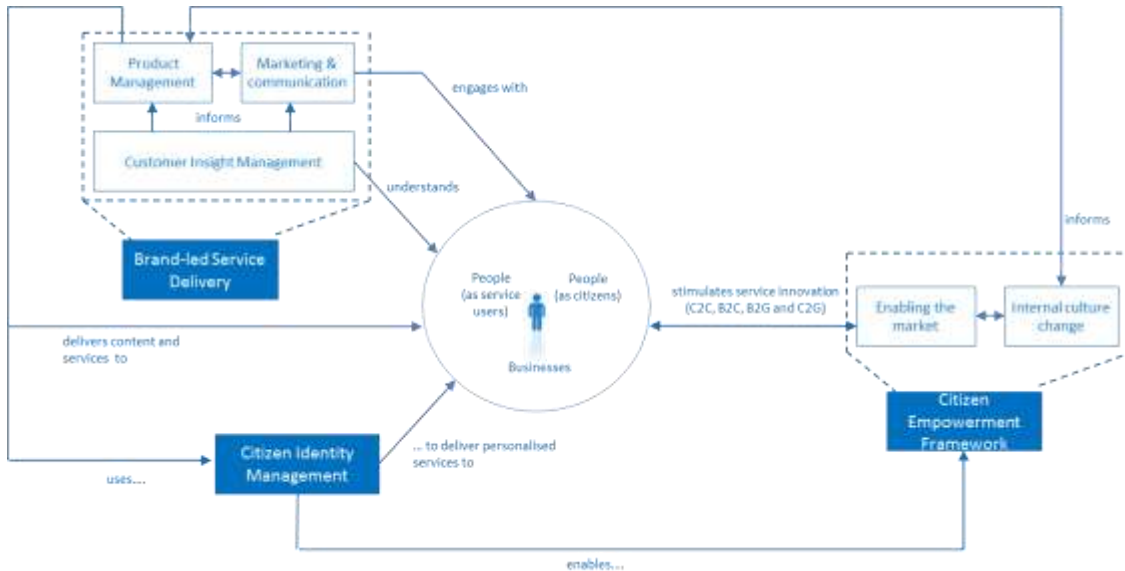 Product
Management
Marketing &
communication
engages with
informs
Customer Insight Management
understands
informs
Brand-led Service
Delivery
People
(as service
users)
People
(as citizens)
Businesses
stimulates service innovation
(C2C, B2C, B2G and C2G)
Enabling the
market
Internal culture
change
delivers content and
services to
Citizen
Empowerment
Framework
Citizen Identity
Management
... to deliver personalised
services to
uses....
enables....